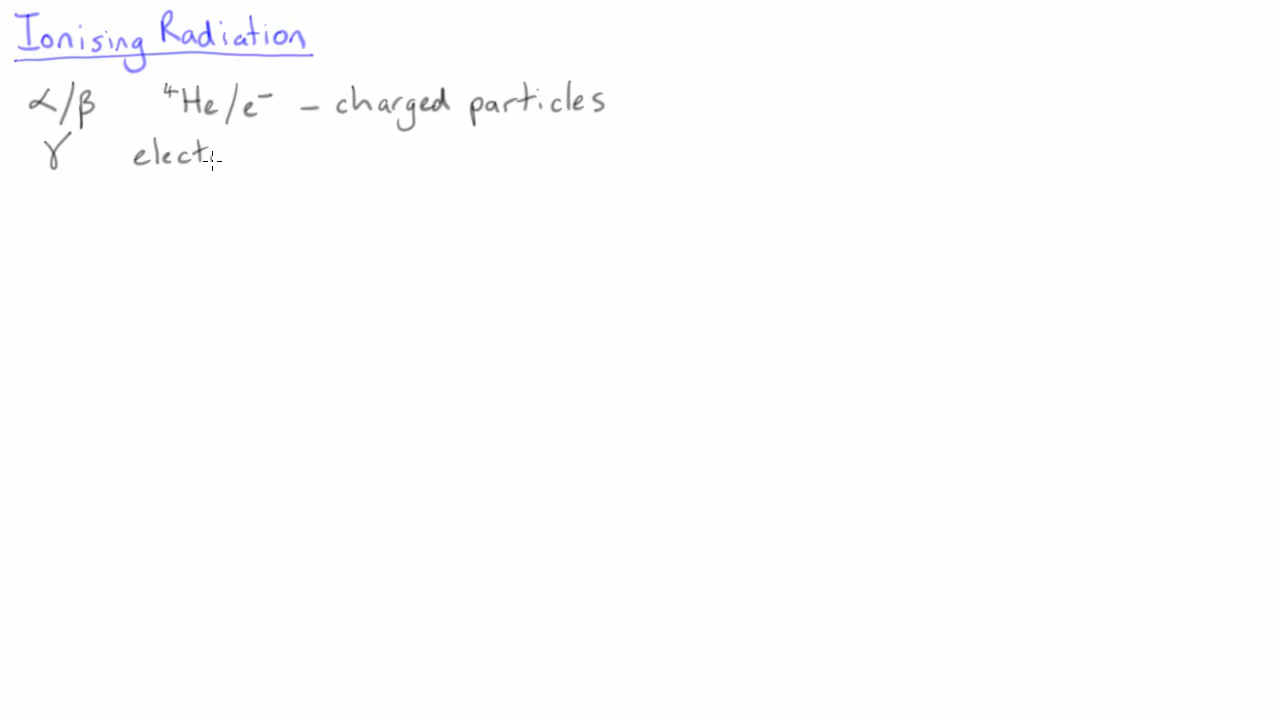 Ionising Radiation
α/β ⁴He/e⁻ – charged particles
γ elect